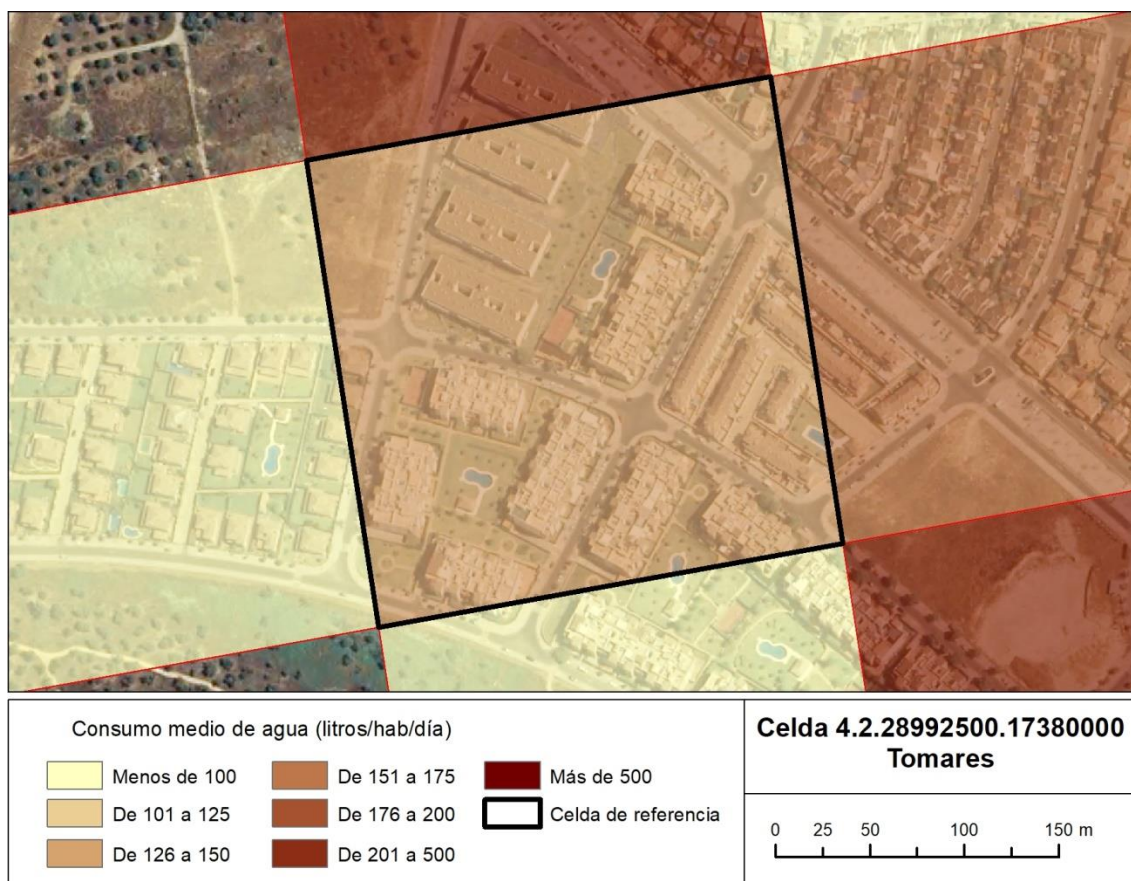 Consumo medio de agua (litros/hab/día)
Menos de 100
De 101 a 125
De 126 a 150
De 151 a 175
De 176 a 200
De 201 a 500
Más de 500
Celda de referencia
Celda 4.2.28992500.17380000
Tomares
0 25 50 100 150 m